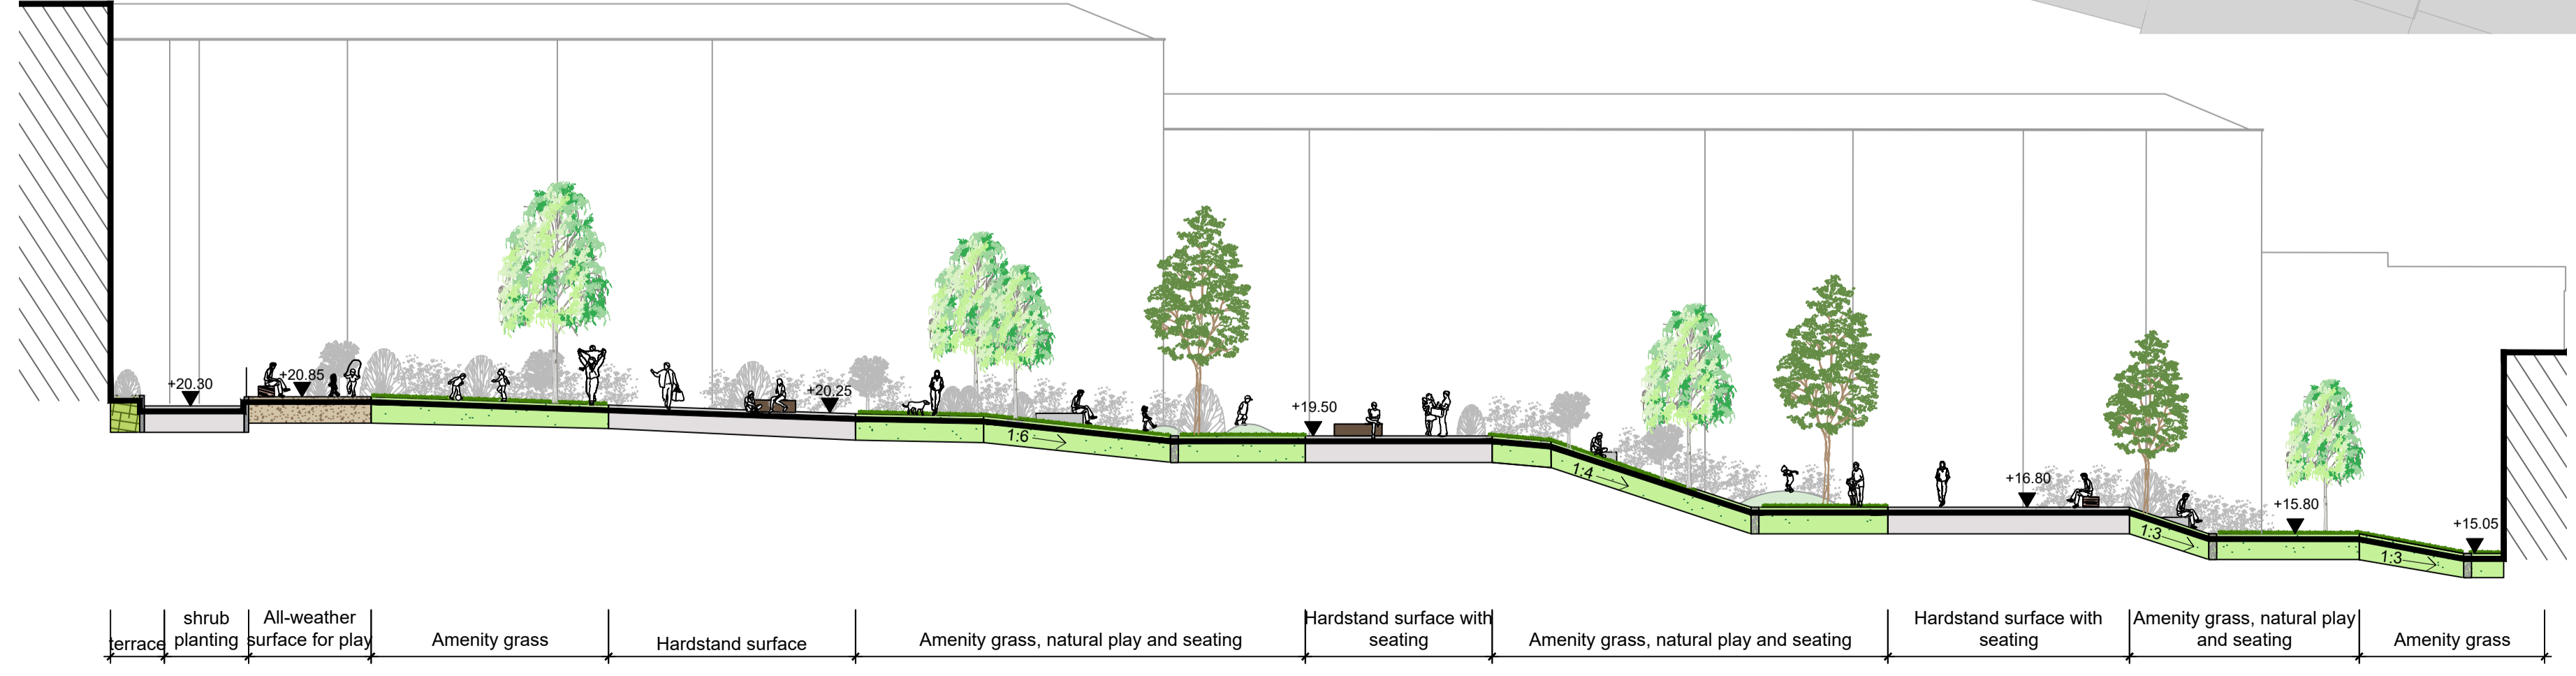 +20.30
+20.85
+20.25
1:6
+19.50
1:4
+16.80
1:3
+15.80
1:3
+15.05
terrace
shrub
planting
All-weather
surface for play
Amenity grass
Hardstand surface
Amenity grass, natural play and seating
Hardstand surface with
seating
Amenity grass, natural play and seating
Hardstand surface with
seating
Amenity grass, natural play
and seating
Amenity grass